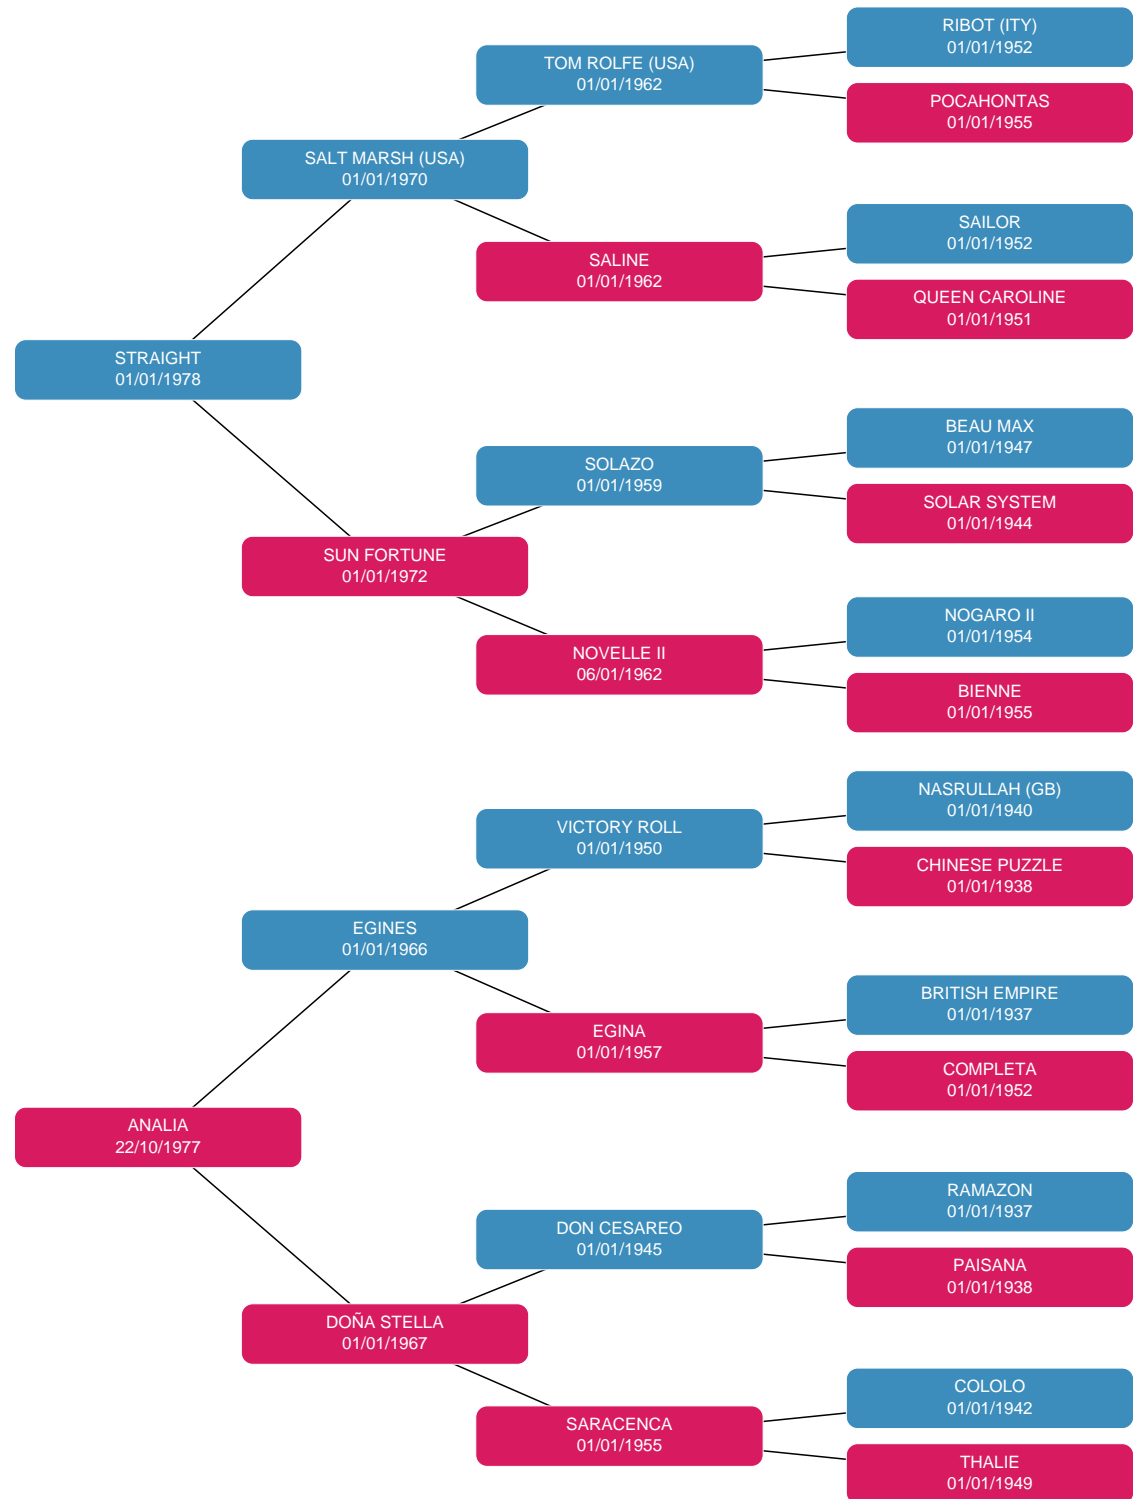 RIBOT (ITY)
01/01/1952
TOM ROLFE (USA)
01/01/1962
POCAHONTAS
01/01/1955
SALT MARSH (USA)
01/01/1970
SAILOR
01/01/1952
SALINE
01/01/1962
QUEEN CAROLINE
01/01/1951
STRAIGHT
01/01/1978
BEAU MAX
01/01/1947
SOLAZO
01/01/1959
SOLAR SYSTEM
01/01/1944
SUN FORTUNE
01/01/1972
NOGARO II
01/01/1954
NOVELLE II
06/01/1962
BIENNE
01/01/1955
NASRULLAH (GB)
01/01/1940
VICTORY ROLL
01/01/1950
CHINESE PUZZLE
01/01/1938
EGINES
01/01/1966
BRITISH EMPIRE
01/01/1937
EGINA
01/01/1957
COMPLETA
01/01/1952
ANALIA
22/10/1977
RAMAZON
01/01/1937
DON CESAREO
01/01/1945
PAISANA
01/01/1938
DOÑA STELLA
01/01/1967
COLOLO
01/01/1942
SARACENCA
01/01/1955
THALIE
01/01/1949